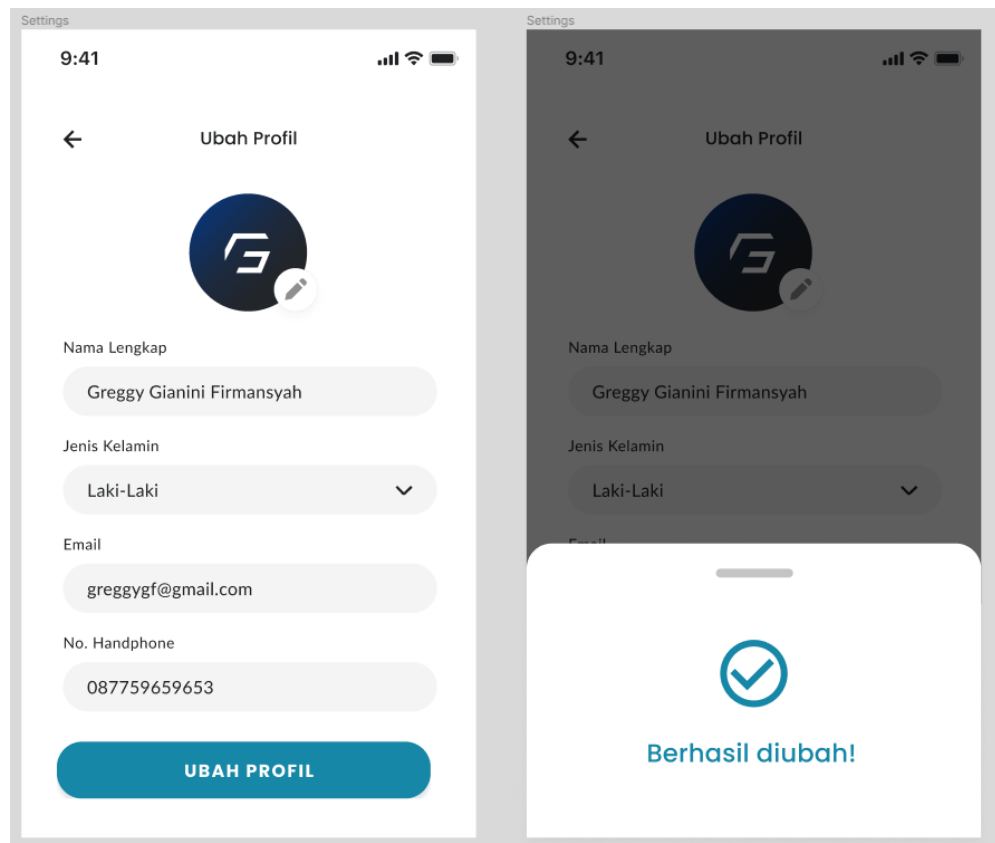 Settings
9:41
Ubah Profil
Nama Lengkap
Greggy Gianini Firmansyah
Jenis Kelamin
Laki-Laki
Email
greggygf@gmail.com
No. Handphone
087759659653
UBAH PROFIL
Settings
9:41
Ubah Profil
Nama Lengkap
Greggy Gianini Firmansyah
Jenis Kelamin
Laki-Laki
Email
Berhasil diubah!